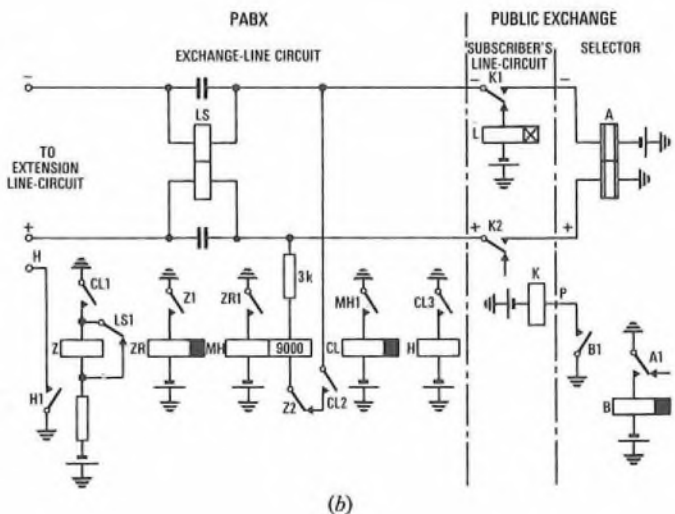 PABX
PUBLIC EXCHANGE
EXCHANGE-LINE CIRCUIT
SUBSCRIBER'S
LINE-CIRCUIT
SELECTOR
− − K1 −
LS
L
A
TO
EXTENSION
LINE-CIRCUIT
+ + K2 +
H
CL1
LS1
Z
H1
Z1
ZR
ZR1
MH 9000
3k
Z2
CL2
MH1
CL
CL3
H
K
P
B1
A1
B
(b)